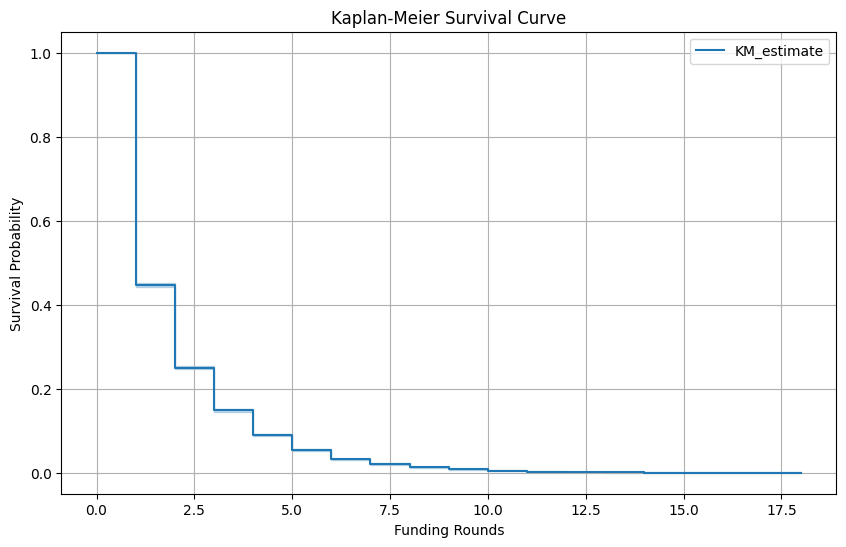 Kaplan-Meier Survival Curve
KM_estimate
1.0
0.8
0.6
0.4
0.2
0.0
Survival Probability
0.0 2.5 5.0 7.5 10.0 12.5 15.0 17.5
Funding Rounds